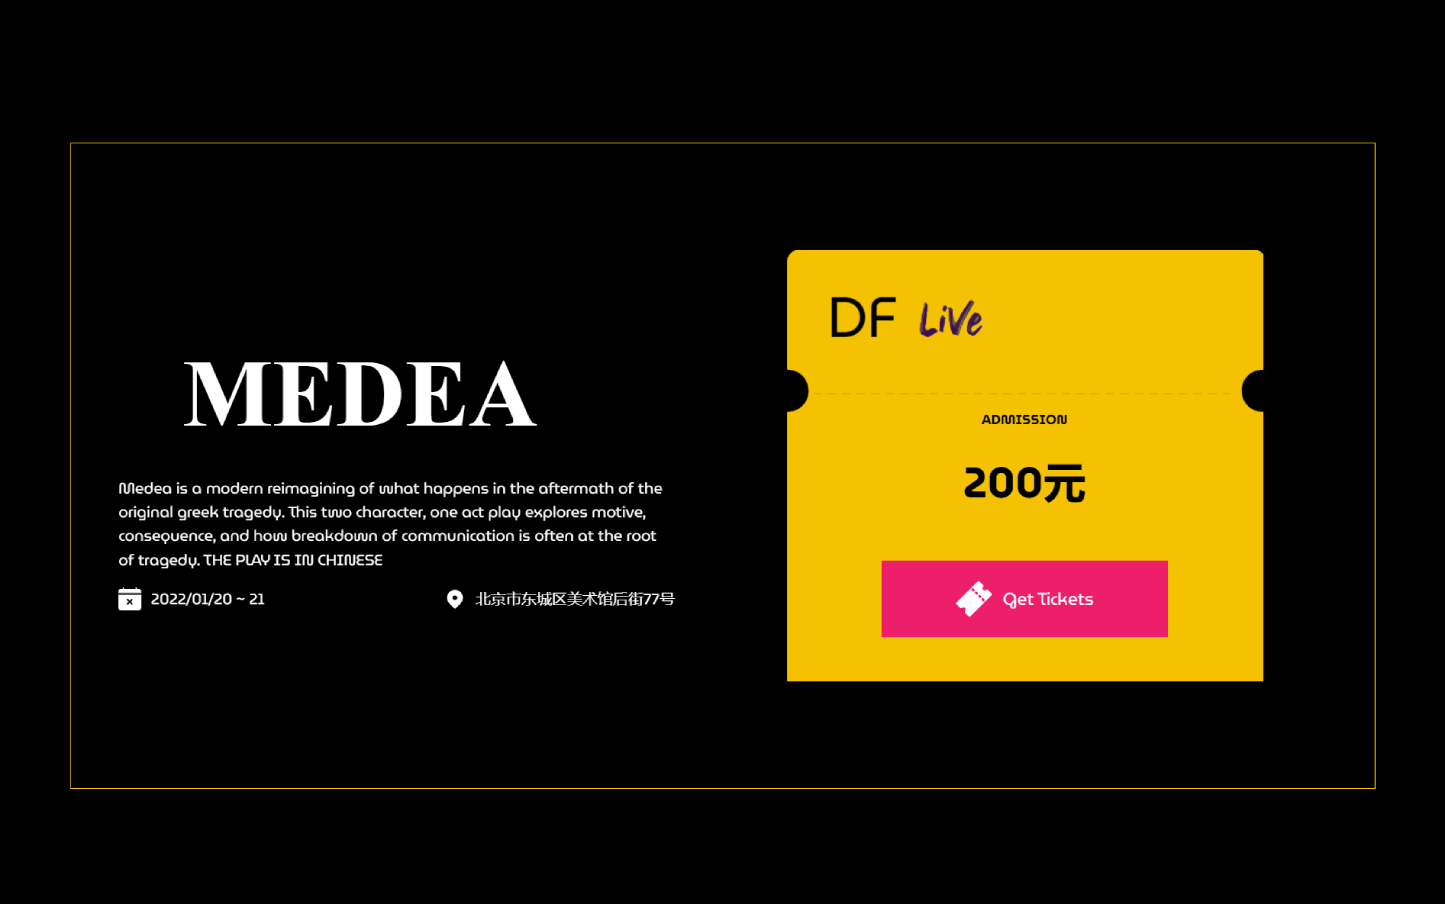 MEDEA
Medea is a modern reimagining of what happens in the aftermath of the
original greek tragedy. This two character, one act play explores motive,
consequence, and how breakdown of communication is often at the root
of tragedy. THE PLAY IS IN CHINESE
2022/01/20 ~ 21
北京市东城区美术馆后街77号
DF LiVe
ADMISSION
200元
Get Tickets